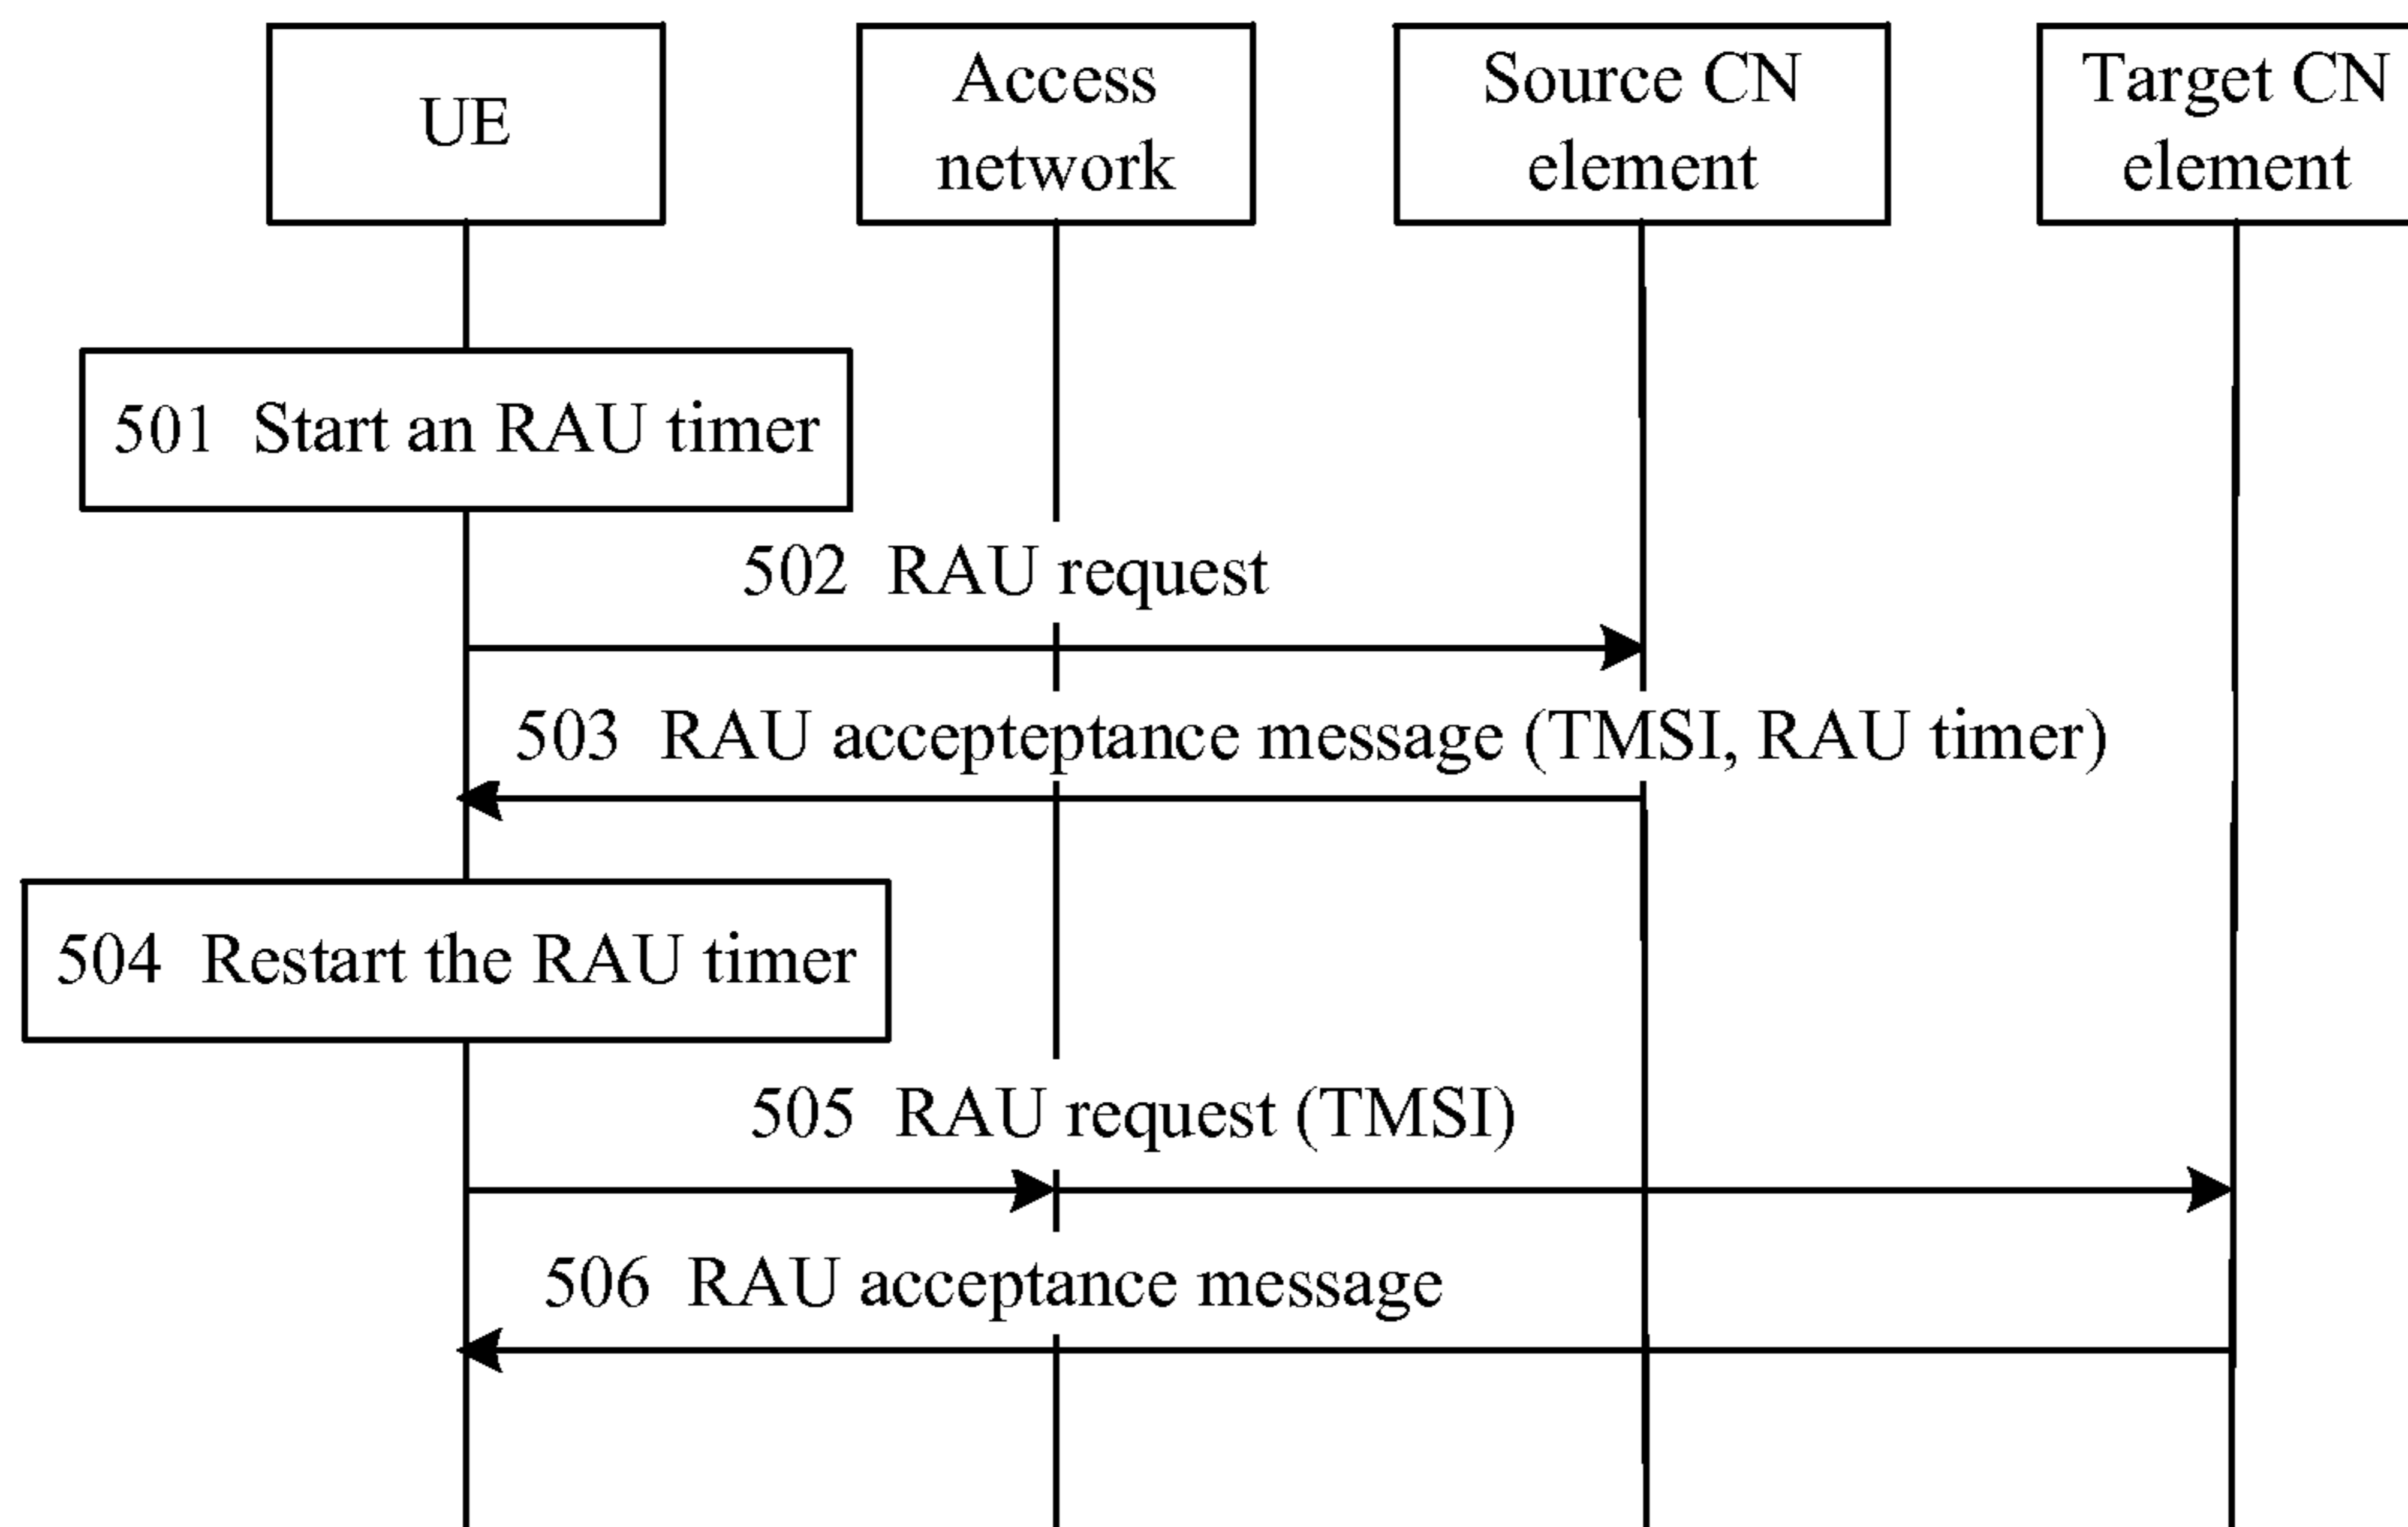 UE
Access
network
Source CN
element
Target CN
element
501 Start an RAU timer
502 RAU request
503 RAU accepteptance message (TMSI, RAU timer)
504 Restart the RAU timer
505 RAU request (TMSI)
506 RAU acceptance message